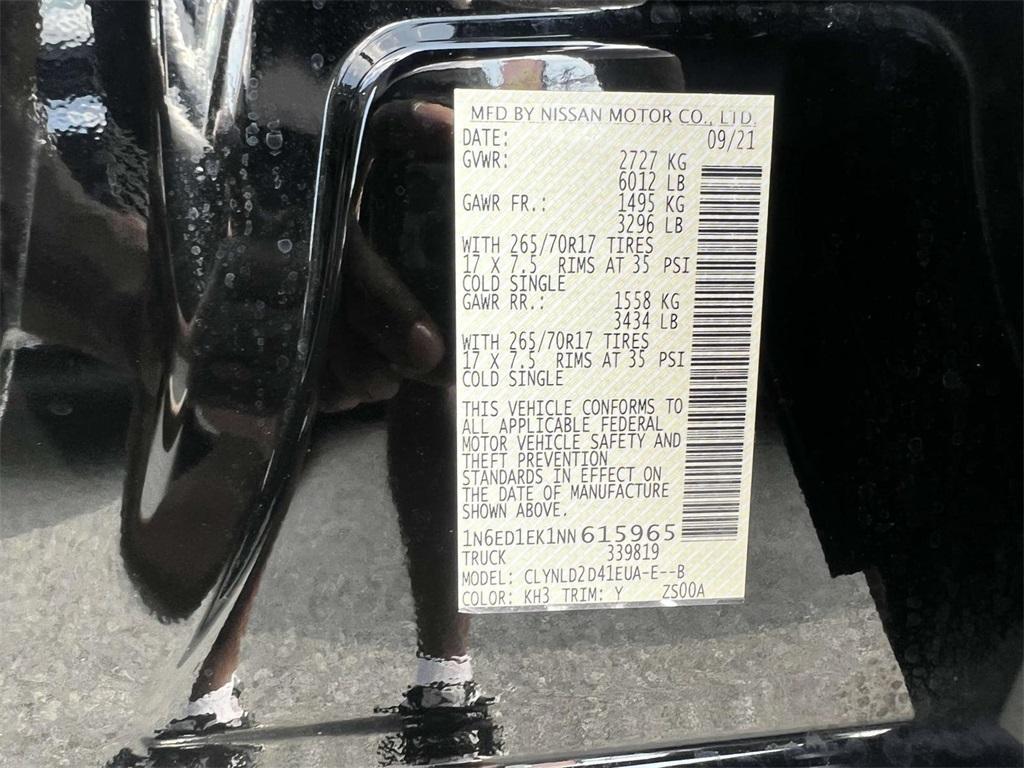 MFD BY NISSAN MOTOR CO., LTD.
DATE: 09/21
GVWR: 2727 KG
6012 LB
GAWR FR.: 1495 KG
3296 LB
WITH 265/70R17 TIRES
17 X 7.5 RIMS AT 35 PSI
COLD SINGLE
GAWR RR.: 1558 KG
3434 LB
WITH 265/70R17 TIRES
17 X 7.5 RIMS AT 35 PSI
COLD SINGLE
THIS VEHICLE CONFORMS TO
ALL APPLICABLE FEDERAL
MOTOR VEHICLE SAFETY AND
THEFT PREVENTION
STANDARDS IN EFFECT ON
THE DATE OF MANUFACTURE
SHOWN ABOVE.
1N6ED1EK1NN615965
TRUCK 339819
MODEL: CLYNLD2D41EUA-E--B
COLOR: KH3 TRIM: Y ZS00A